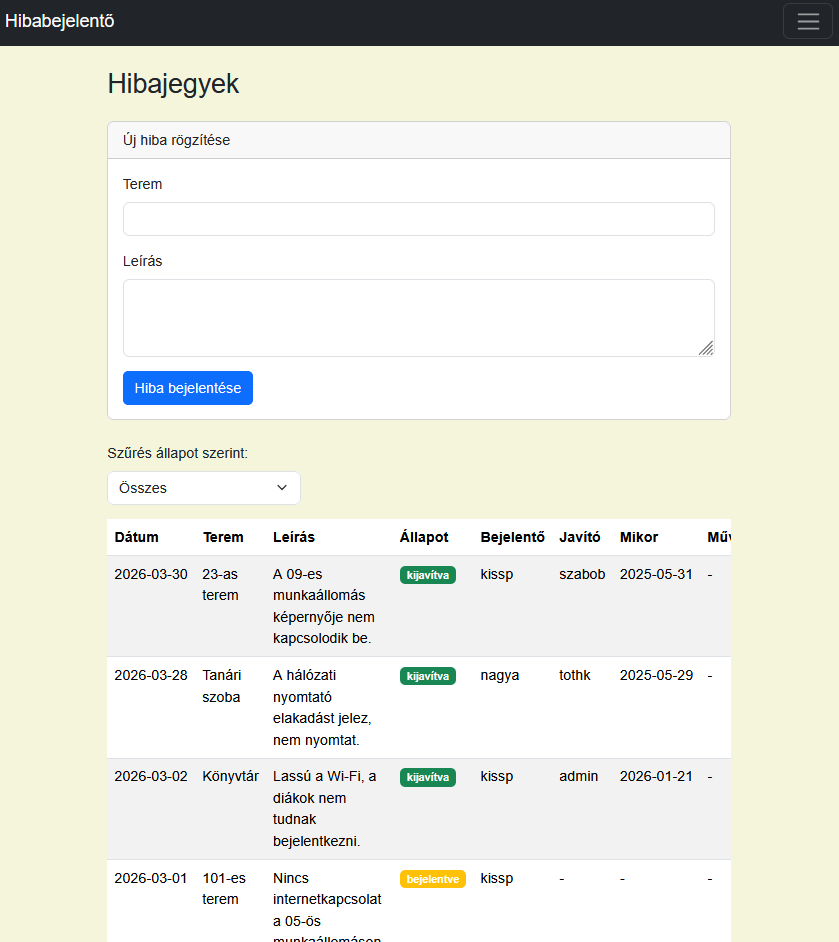 Hibabejelentő
Hibajegyek
Új hiba rögzítése
Terem
Leírás
Hiba bejelentése
Szűrés állapot szerint:
Összes
Dátum Terem Leírás Állapot Bejelentő Javító Mikor
2026-03-30 23-as A 09-es kijavítva kissp szabob 2025-05-31 -
terem munkaállomás
képernyője nem
kapcsolodik be.
2026-03-28 Tanári A hálózati kijavítva nagya tothk 2025-05-29 -
szoba nyomtató
elakadást jelez,
nem nyomtat.
2026-03-02 Könyvtár Lassú a Wi-Fi, a kijavítva kissp admin 2026-01-21 -
diákok nem
tudnak
bejelentkezni.
2026-03-01 101-es Nincs bejelentve kissp - - -
terem internetkapcsolat
a 05-ös
munkaállomáson